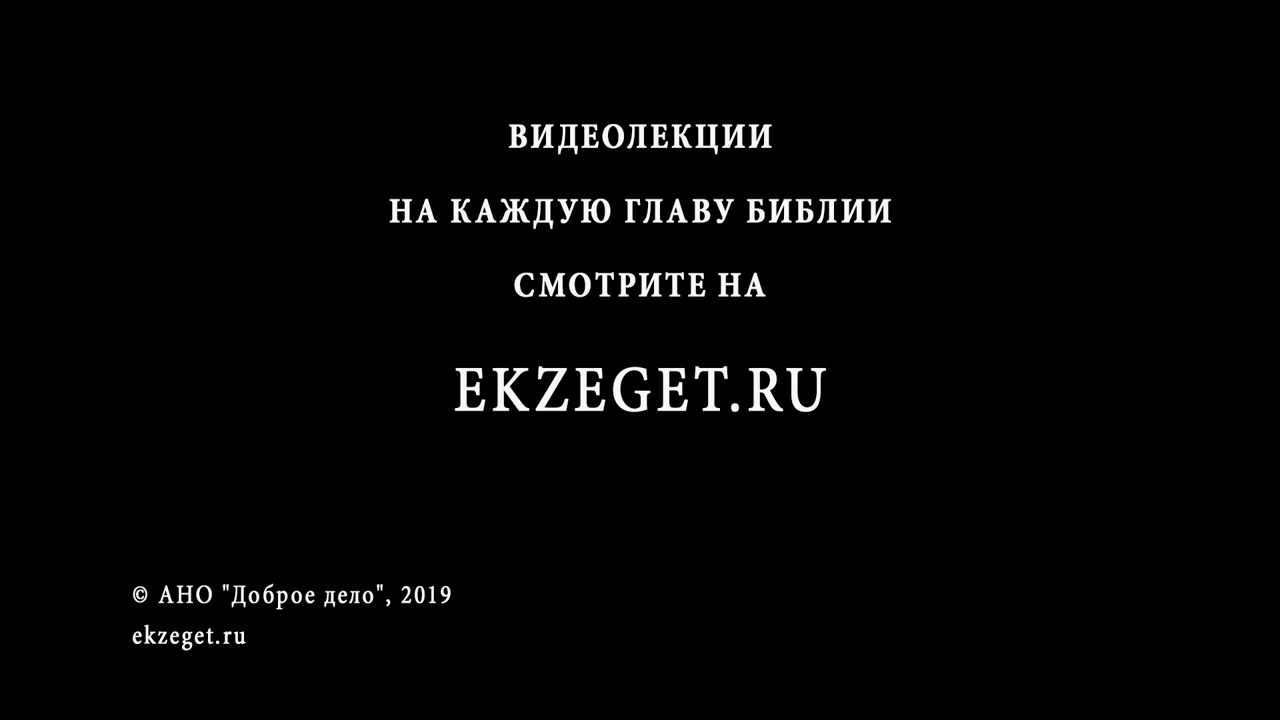 ВИДЕОЛЕКЦИИ
НА КАЖДУЮ ГЛАВУ БИБЛИИ
СМОТРИТЕ НА
EKZEGET.RU
© АНО "Доброе дело", 2019
ekzeget.ru